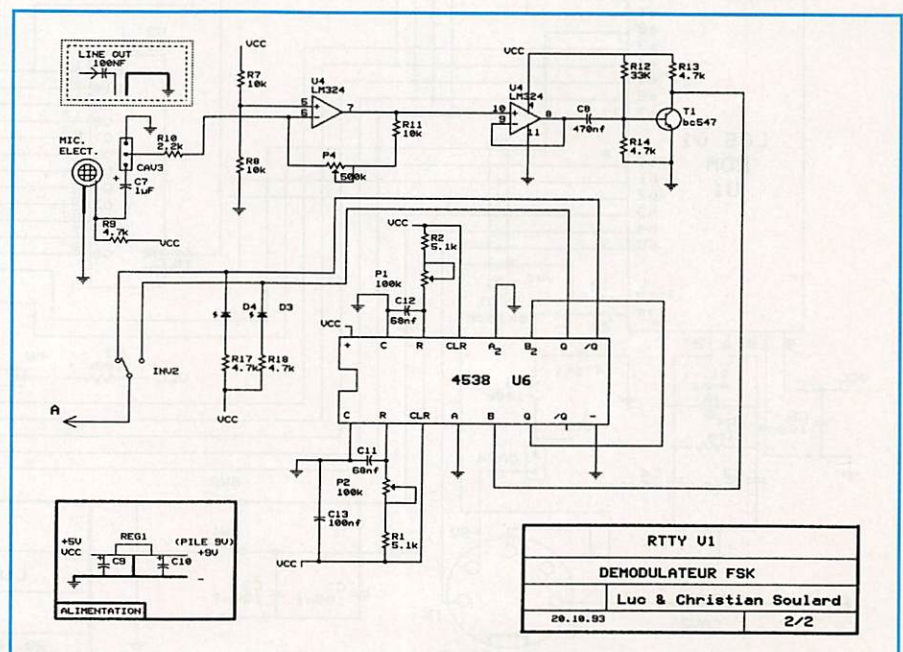 LINE OUT
100NF
MIC.
ELECT.
R10
2.2k
CAV3
+
C7
1uF
R9
4.7k
VCC
VCC
R7
10k
R8
10k
U4
LM324
5
+
6
-
7
P4
500k
R11
10k
VCC
U4
LM324
4
10
+
9
-
8
11
C8
470nf
R12
33K
R13
4.7k
T1
bc547
R14
4.7k
VCC
R2
5.1k
P1
100k
C12
68nf
VCC
+ C R CLR A2 B2 Q /Q
4538 U6
C R CLR A B Q /Q -
D4
D3
R17
4.7k
R18
4.7k
VCC
INV2
A
C11
68nf
P2
100k
C13
100nf
R1
5.1k
VCC
+5V
VCC
REG1
(PILE 9V)
+9V
+
C9
+
C10
-
ALIMENTATION
RTTY V1
DEMODULATEUR FSK
Luc & Christian Soulard
20.10.93
2/2